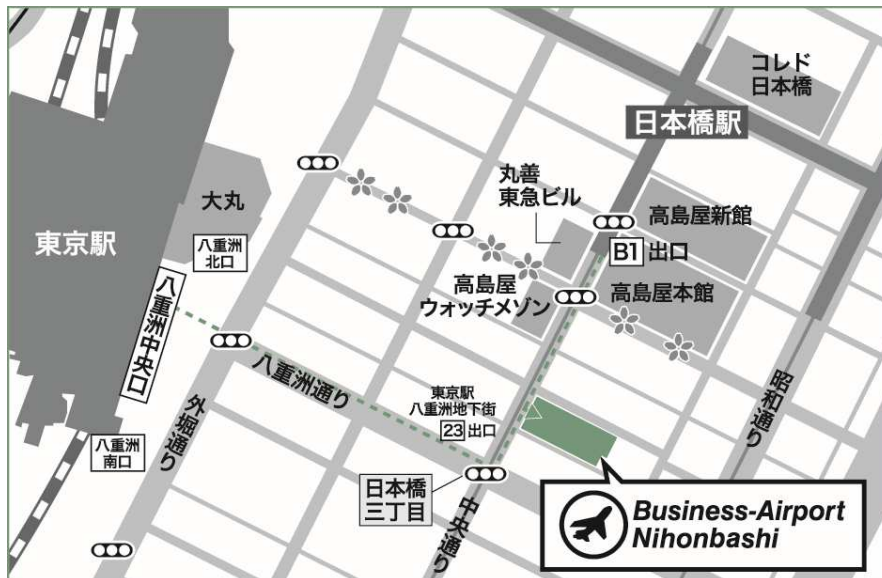 コレド
日本橋
日本橋駅
丸善
東急ビル
大丸
高島屋新館
東京駅
八重洲
北口
B1 出口
高島屋
ウォッチメゾン
高島屋本館
八重洲中央口
八重洲通り
昭和通り
東京駅
八重洲地下街
23 出口
外堀通り
八重洲
南口
日本橋
三丁目
中央通り
Business-Airport
Nihonbashi